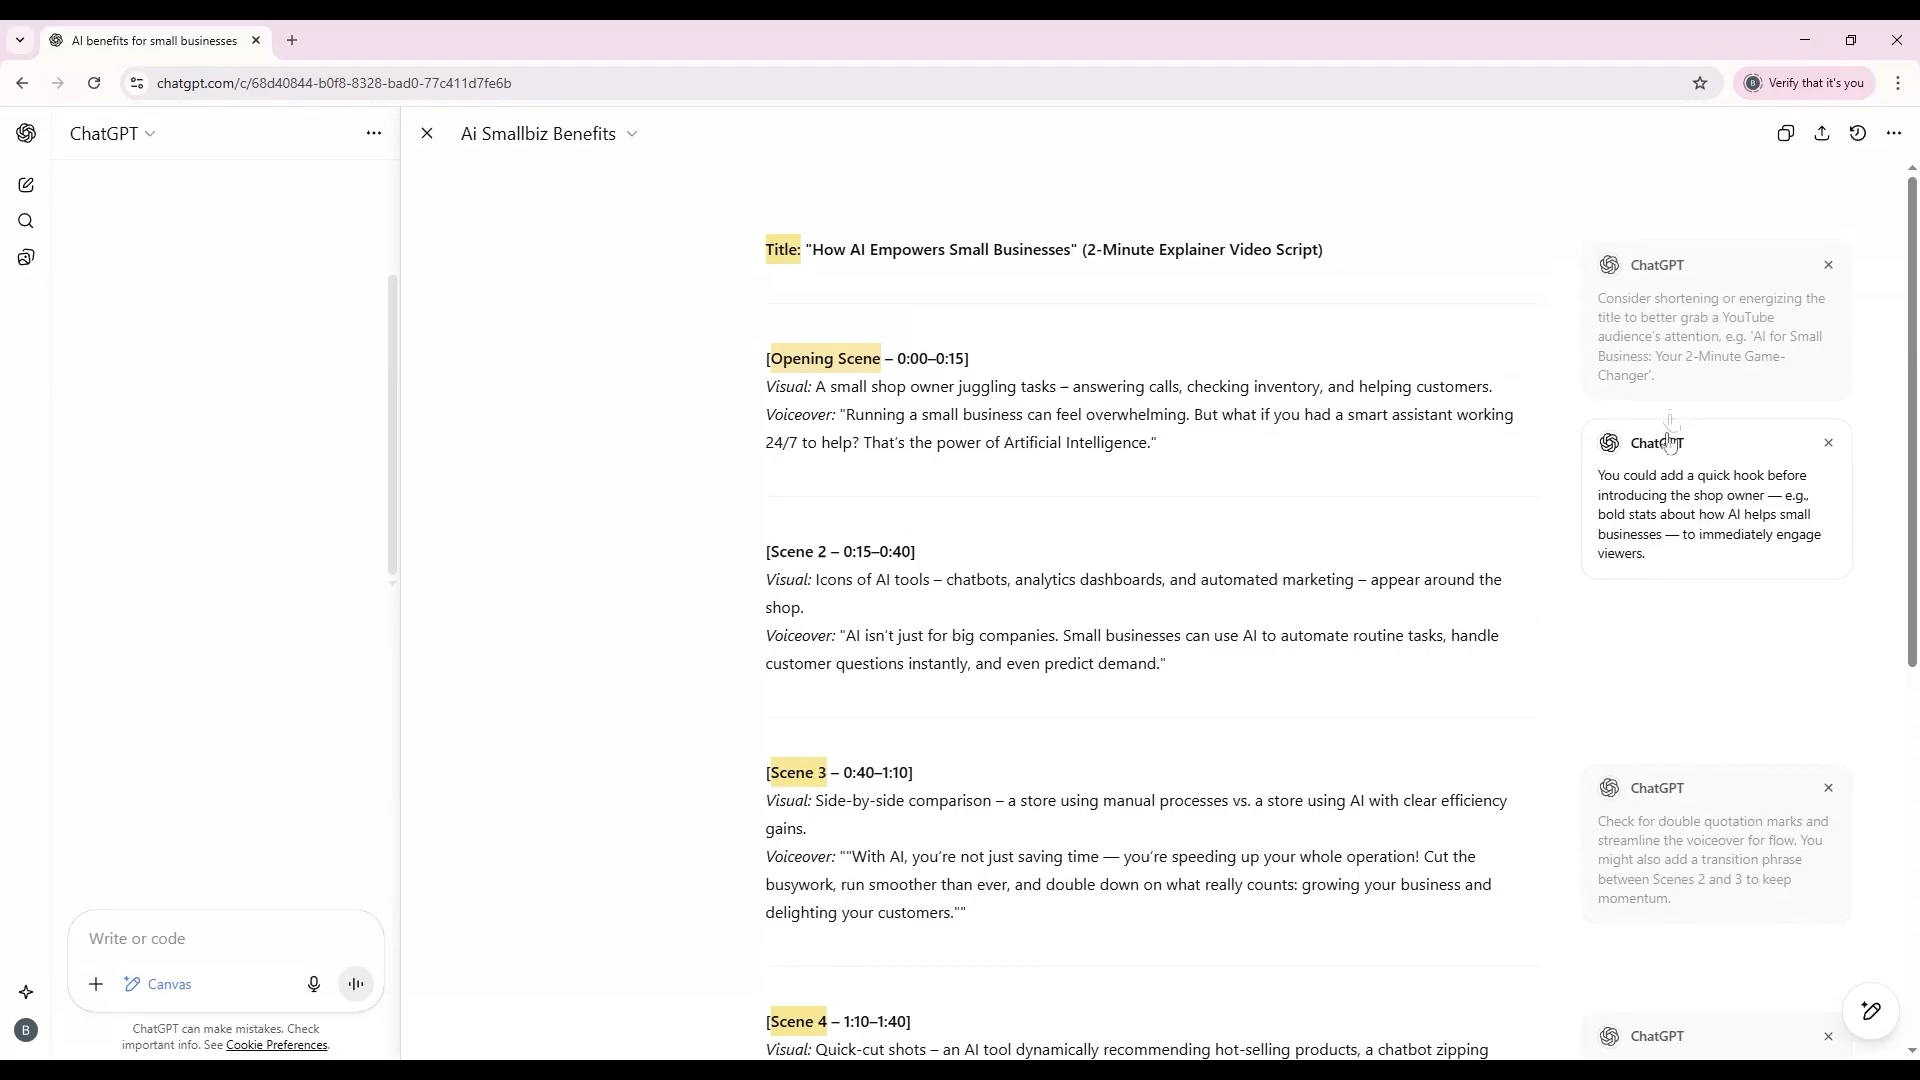 AI benefits for small businesses
chatgpt.com/c/68d40844-b0f8-8328-bad0-77c411d7fe6b
B
Verify that it's you
ChatGPT
Ai Smallbiz Benefits
Title: "How AI Empowers Small Businesses" (2-Minute Explainer Video Script)
[Opening Scene – 0:00–0:15]
Visual: A small shop owner juggling tasks – answering calls, checking inventory, and helping customers.
Voiceover: "Running a small business can feel overwhelming. But what if you had a smart assistant working
24/7 to help? That's the power of Artificial Intelligence."
[Scene 2 – 0:15–0:40]
Visual: Icons of AI tools – chatbots, analytics dashboards, and automated marketing – appear around the
shop.
Voiceover: "AI isn't just for big companies. Small businesses can use AI to automate routine tasks, handle
customer questions instantly, and even predict demand."
[Scene 3 – 0:40–1:10]
Visual: Side-by-side comparison – a store using manual processes vs. a store using AI with clear efficiency
gains.
Voiceover: ""With AI, you're not just saving time — you're speeding up your whole operation! Cut the
busywork, run smoother than ever, and double down on what really counts: growing your business and
delighting your customers.""
[Scene 4 – 1:10–1:40]
Visual: Quick-cut shots – an AI tool dynamically recommending hot-selling products, a chatbot zipping
ChatGPT
Consider shortening or energizing the
title to better grab a YouTube
audience's attention, e.g. 'AI for Small
Business: Your 2-Minute Game-
Changer'.
ChatGPT
You could add a quick hook before
introducing the shop owner — e.g.,
bold stats about how AI helps small
businesses — to immediately engage
viewers.
ChatGPT
Check for double quotation marks and
streamline the voiceover for flow. You
might also add a transition phrase
between Scenes 2 and 3 to keep
momentum.
ChatGPT
Write or code
Canvas
ChatGPT can make mistakes. Check
important info. See Cookie Preferences.
B